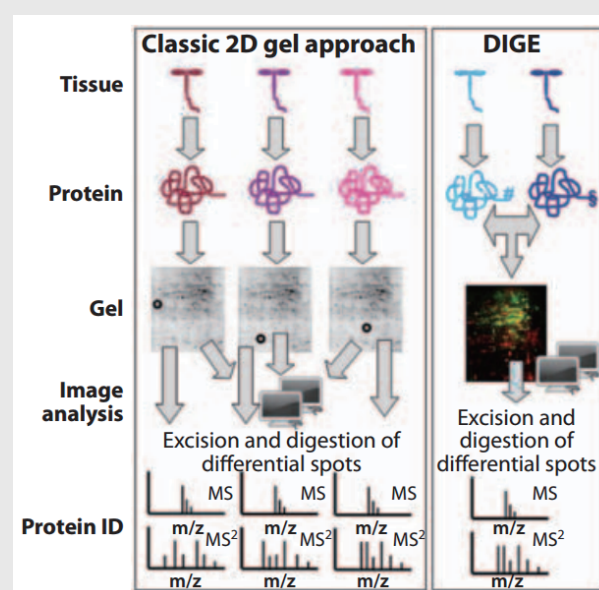 Classic 2D gel approach
DIGE
Tissue
Protein
#
§
Gel
Image
analysis
Excision and digestion of
differential spots
Excision and
digestion of
differential spots
Protein ID
MS
m/z
MS²
m/z
MS
m/z
MS²
m/z
MS
m/z
MS²
m/z
MS
m/z
MS²
m/z